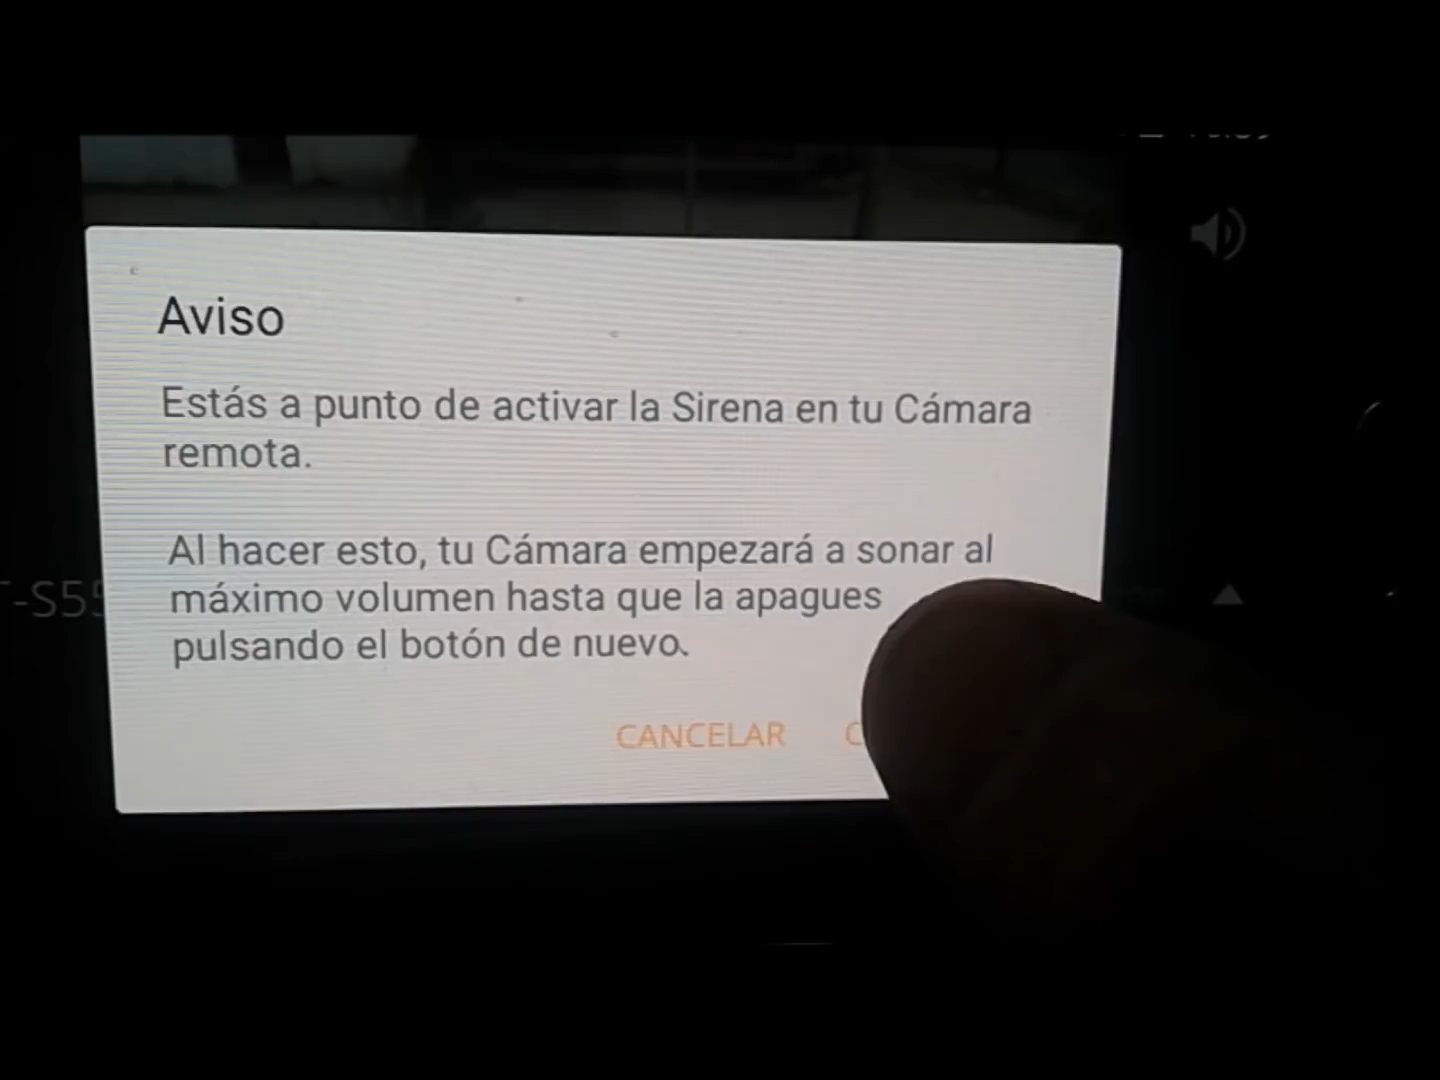 Aviso
Estás a punto de activar la Sirena en tu Cámara
remota.
Al hacer esto, tu Cámara empezará a sonar al
máximo volumen hasta que la apagues
pulsando el botón de nuevo.
CANCELAR